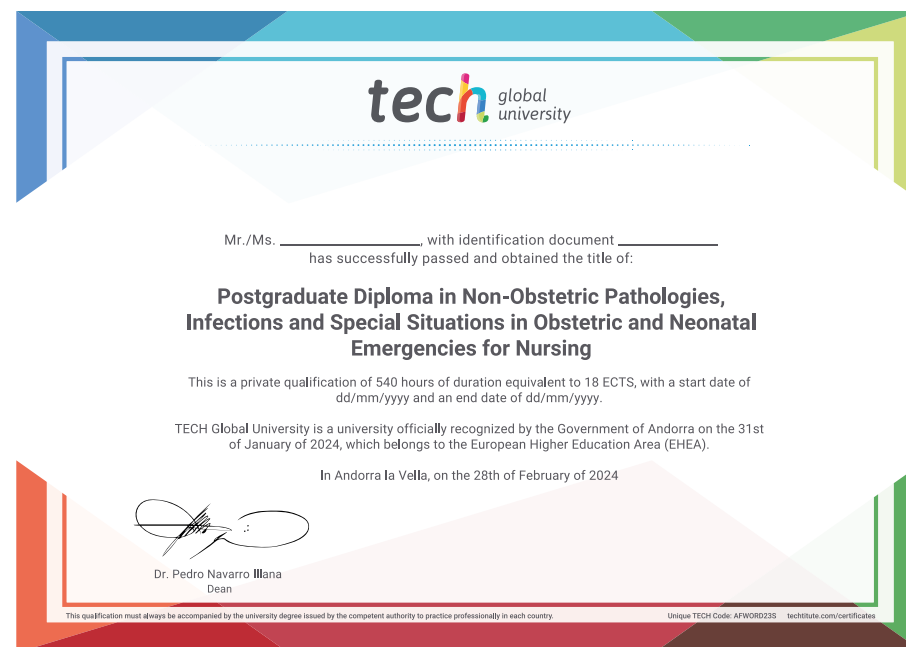 tech global university
Mr./Ms. ____________, with identification document ____________
has successfully passed and obtained the title of:
Postgraduate Diploma in Non-Obstetric Pathologies,
Infections and Special Situations in Obstetric and Neonatal
Emergencies for Nursing
This is a private qualification of 540 hours of duration equivalent to 18 ECTS, with a start date of
dd/mm/yyyy and an end date of dd/mm/yyyy.
TECH Global University is a university officially recognized by the Government of Andorra on the 31st
of January of 2024, which belongs to the European Higher Education Area (EHEA).
In Andorra la Vella, on the 28th of February of 2024
Dr. Pedro Navarro Illana
Dean
This qualification must always be accompanied by the university degree issued by the competent authority to practice professionally in each country.
Unique TECH Code: AFWORD23S techtitute.com/certificates